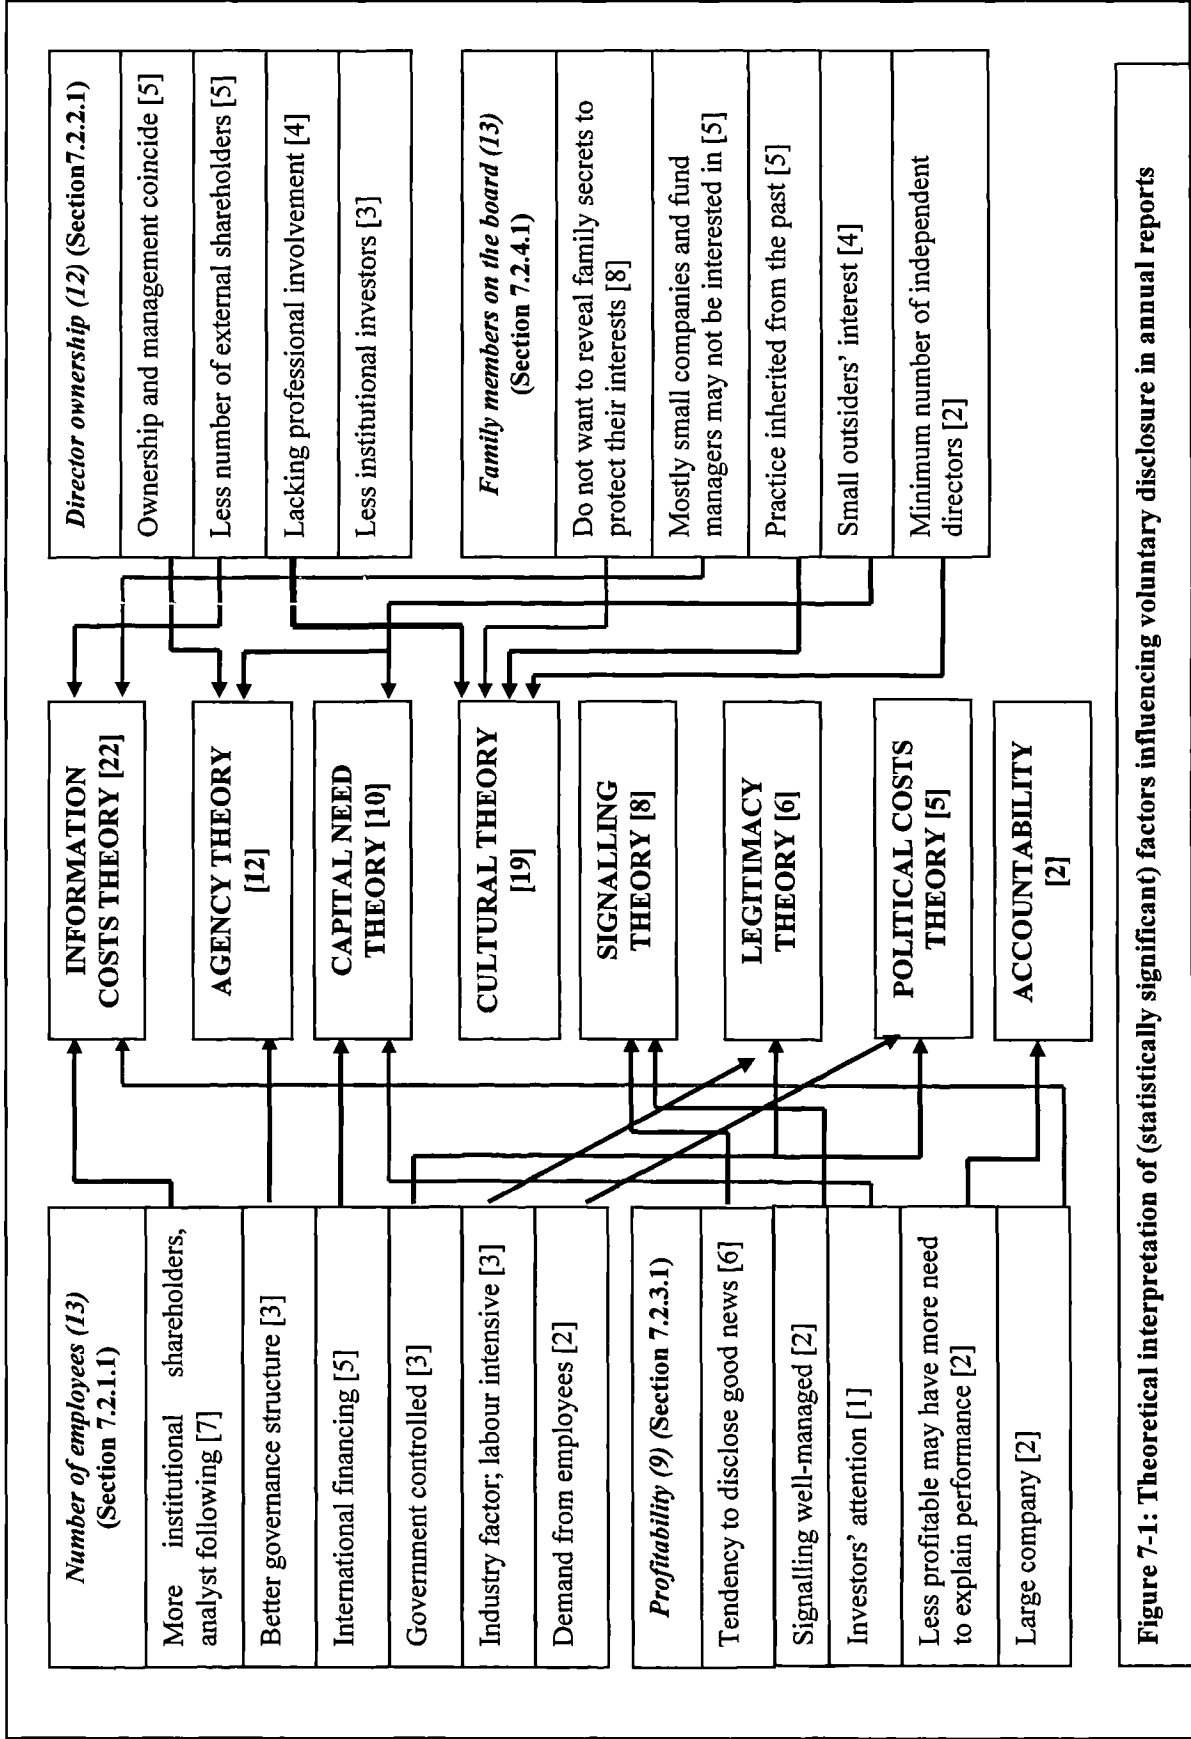 Number of employees (13)
(Section 7.2.1.1)
More institutional shareholders,
analyst following [7]
Better governance structure [3]
International financing [5]
Government controlled [3]
Industry factor; labour intensive [3]
Demand from employees [2]
Profitability (9) (Section 7.2.3.1)
Tendency to disclose good news [6]
Signalling well-managed [2]
Investors' attention [1]
Less profitable may have more need
to explain performance [2]
Large company [2]
INFORMATION
COSTS THEORY [22]
AGENCY THEORY
[12]
CAPITAL NEED
THEORY [10]
CULTURAL THEORY
[19]
SIGNALLING
THEORY [8]
LEGITIMACY
THEORY [6]
POLITICAL COSTS
THEORY [5]
ACCOUNTABILITY
[2]
Director ownership (12) (Section7.2.2.1)
Ownership and management coincide [5]
Less number of external shareholders [5]
Lacking professional involvement [4]
Less institutional investors [3]
Family members on the board (13)
(Section 7.2.4.1)
Do not want to reveal family secrets to
protect their interests [8]
Mostly small companies and fund
managers may not be interested in [5]
Practice inherited from the past [5]
Small outsiders' interest [4]
Minimum number of independent
directors [2]
Figure 7-1: Theoretical interpretation of (statistically significant) factors influencing voluntary disclosure in annual reports